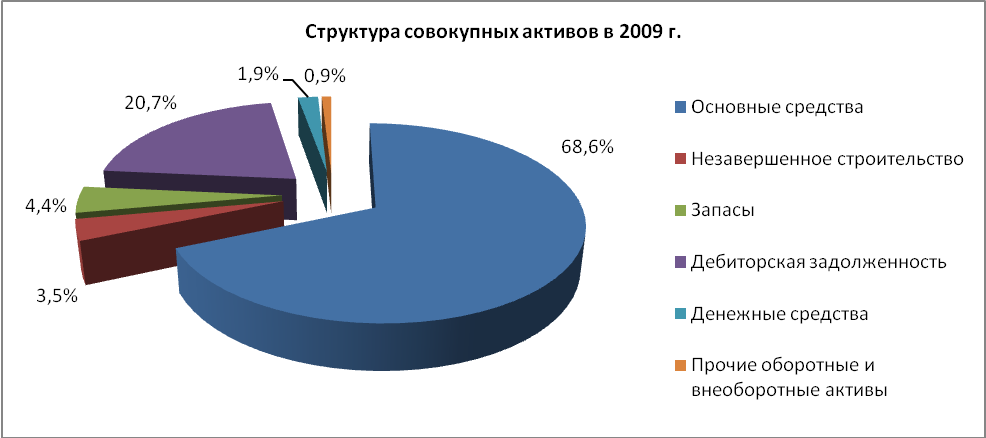 Структура совокупных активов в 2009 г.
1,9%
0,9%
20,7%
68,6%
4,4%
3,5%
Основные средства
Незавершенное строительство
Запасы
Дебиторская задолженность
Денежные средства
Прочие оборотные и
внеоборотные активы